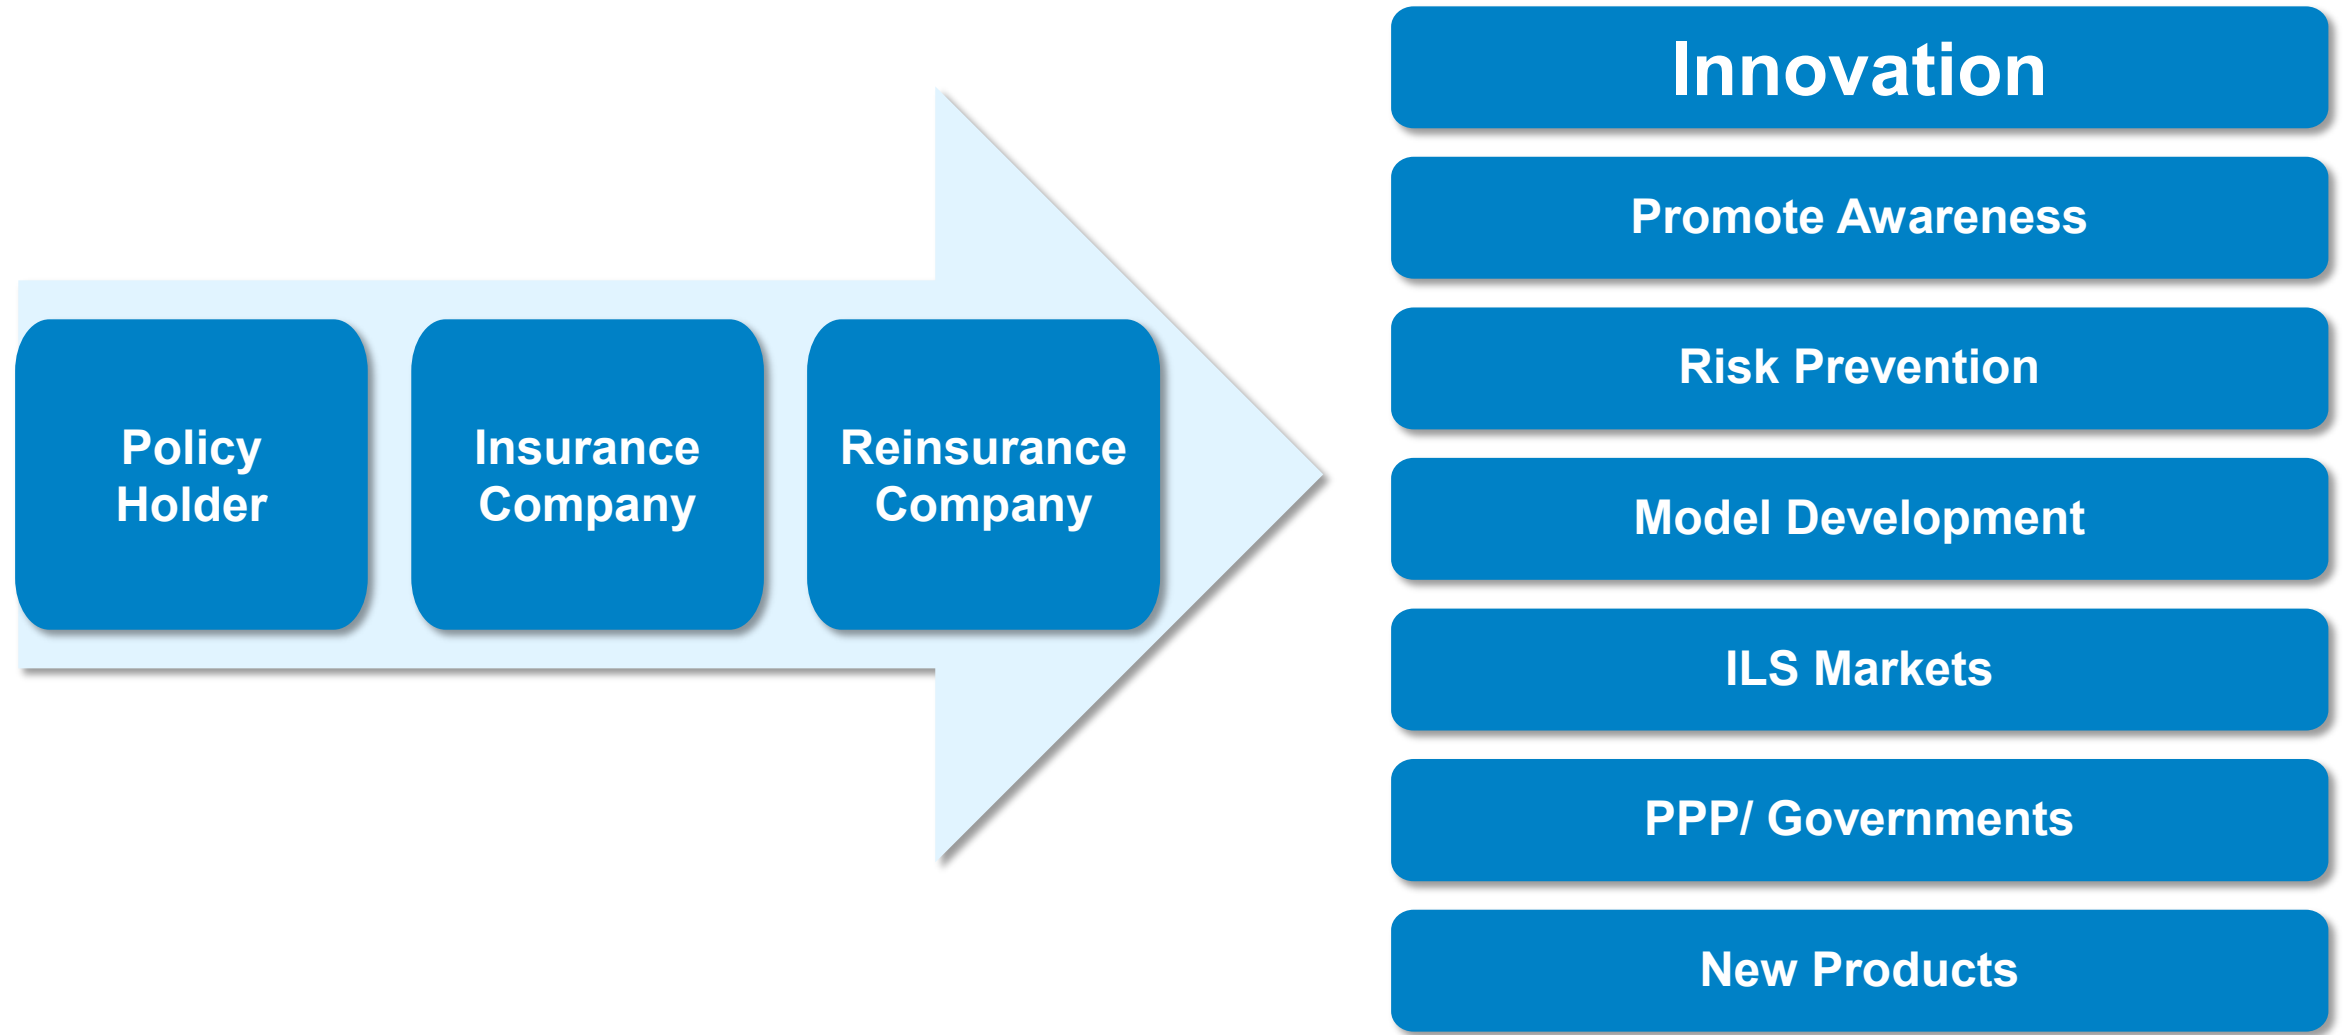 Policy
Holder
Insurance
Company
Reinsurance
Company
Innovation
Promote Awareness
Risk Prevention
Model Development
ILS Markets
PPP/ Governments
New Products